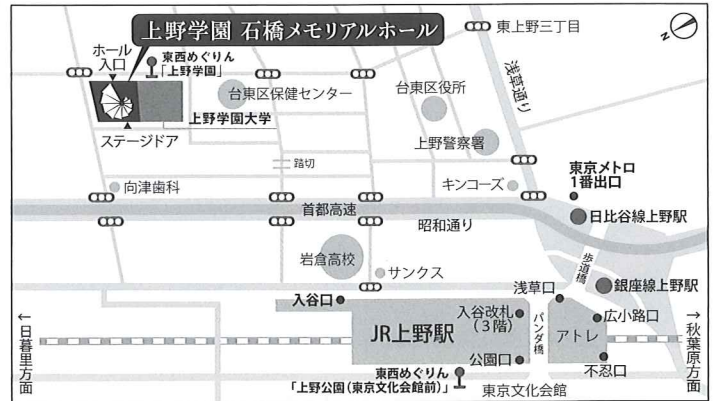 上野学園 石橋メモリアルホール
東上野三丁目
N
ホール
入口
東西めぐりん
「上野学園」
台東区保健センター
台東区役所
浅草通り
上野学園大学
ステージドア
上野警察署
踏切
東京メトロ
1番出口
向津歯科
キンコーズ
首都高速
昭和通り
日比谷線上野駅
歩道橋
岩倉高校
サンクス
銀座線上野駅
入谷口
浅草口
入谷改札
(3階)
広小路口
JR上野駅
パンダ橋
アトレ
←日暮里方面
→秋葉原方面
公園口
不忍口
東西めぐりん
「上野公園(東京文化会館前)」
東京文化会館